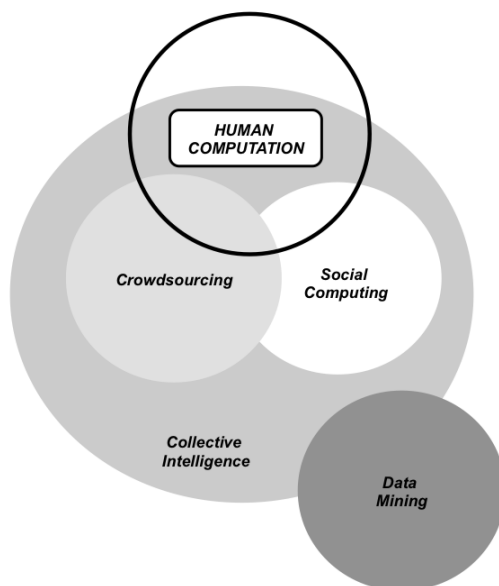 HUMAN
COMPUTATION
Crowdsourcing
Social
Computing
Collective
Intelligence
Data
Mining